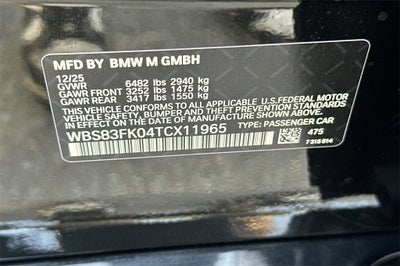 MFD BY BMW M GMBH
12/25
GVWR 6482 lbs 2940 kg
GAWR FRONT 3252 lbs 1475 kg
GAWR REAR 3417 lbs 1550 kg
THIS VEHICLE CONFORMS TO ALL APPLICABLE U.S. FEDERAL MOTOR
VEHICLE SAFETY, BUMPER AND THEFT PREVENTION STANDARDS
IN EFFECT ON THE DATE OF MANUFACTURE SHOWN ABOVE
WBS83FK04TCX11965 TYPE: PASSENGER CAR
475
7 318 614